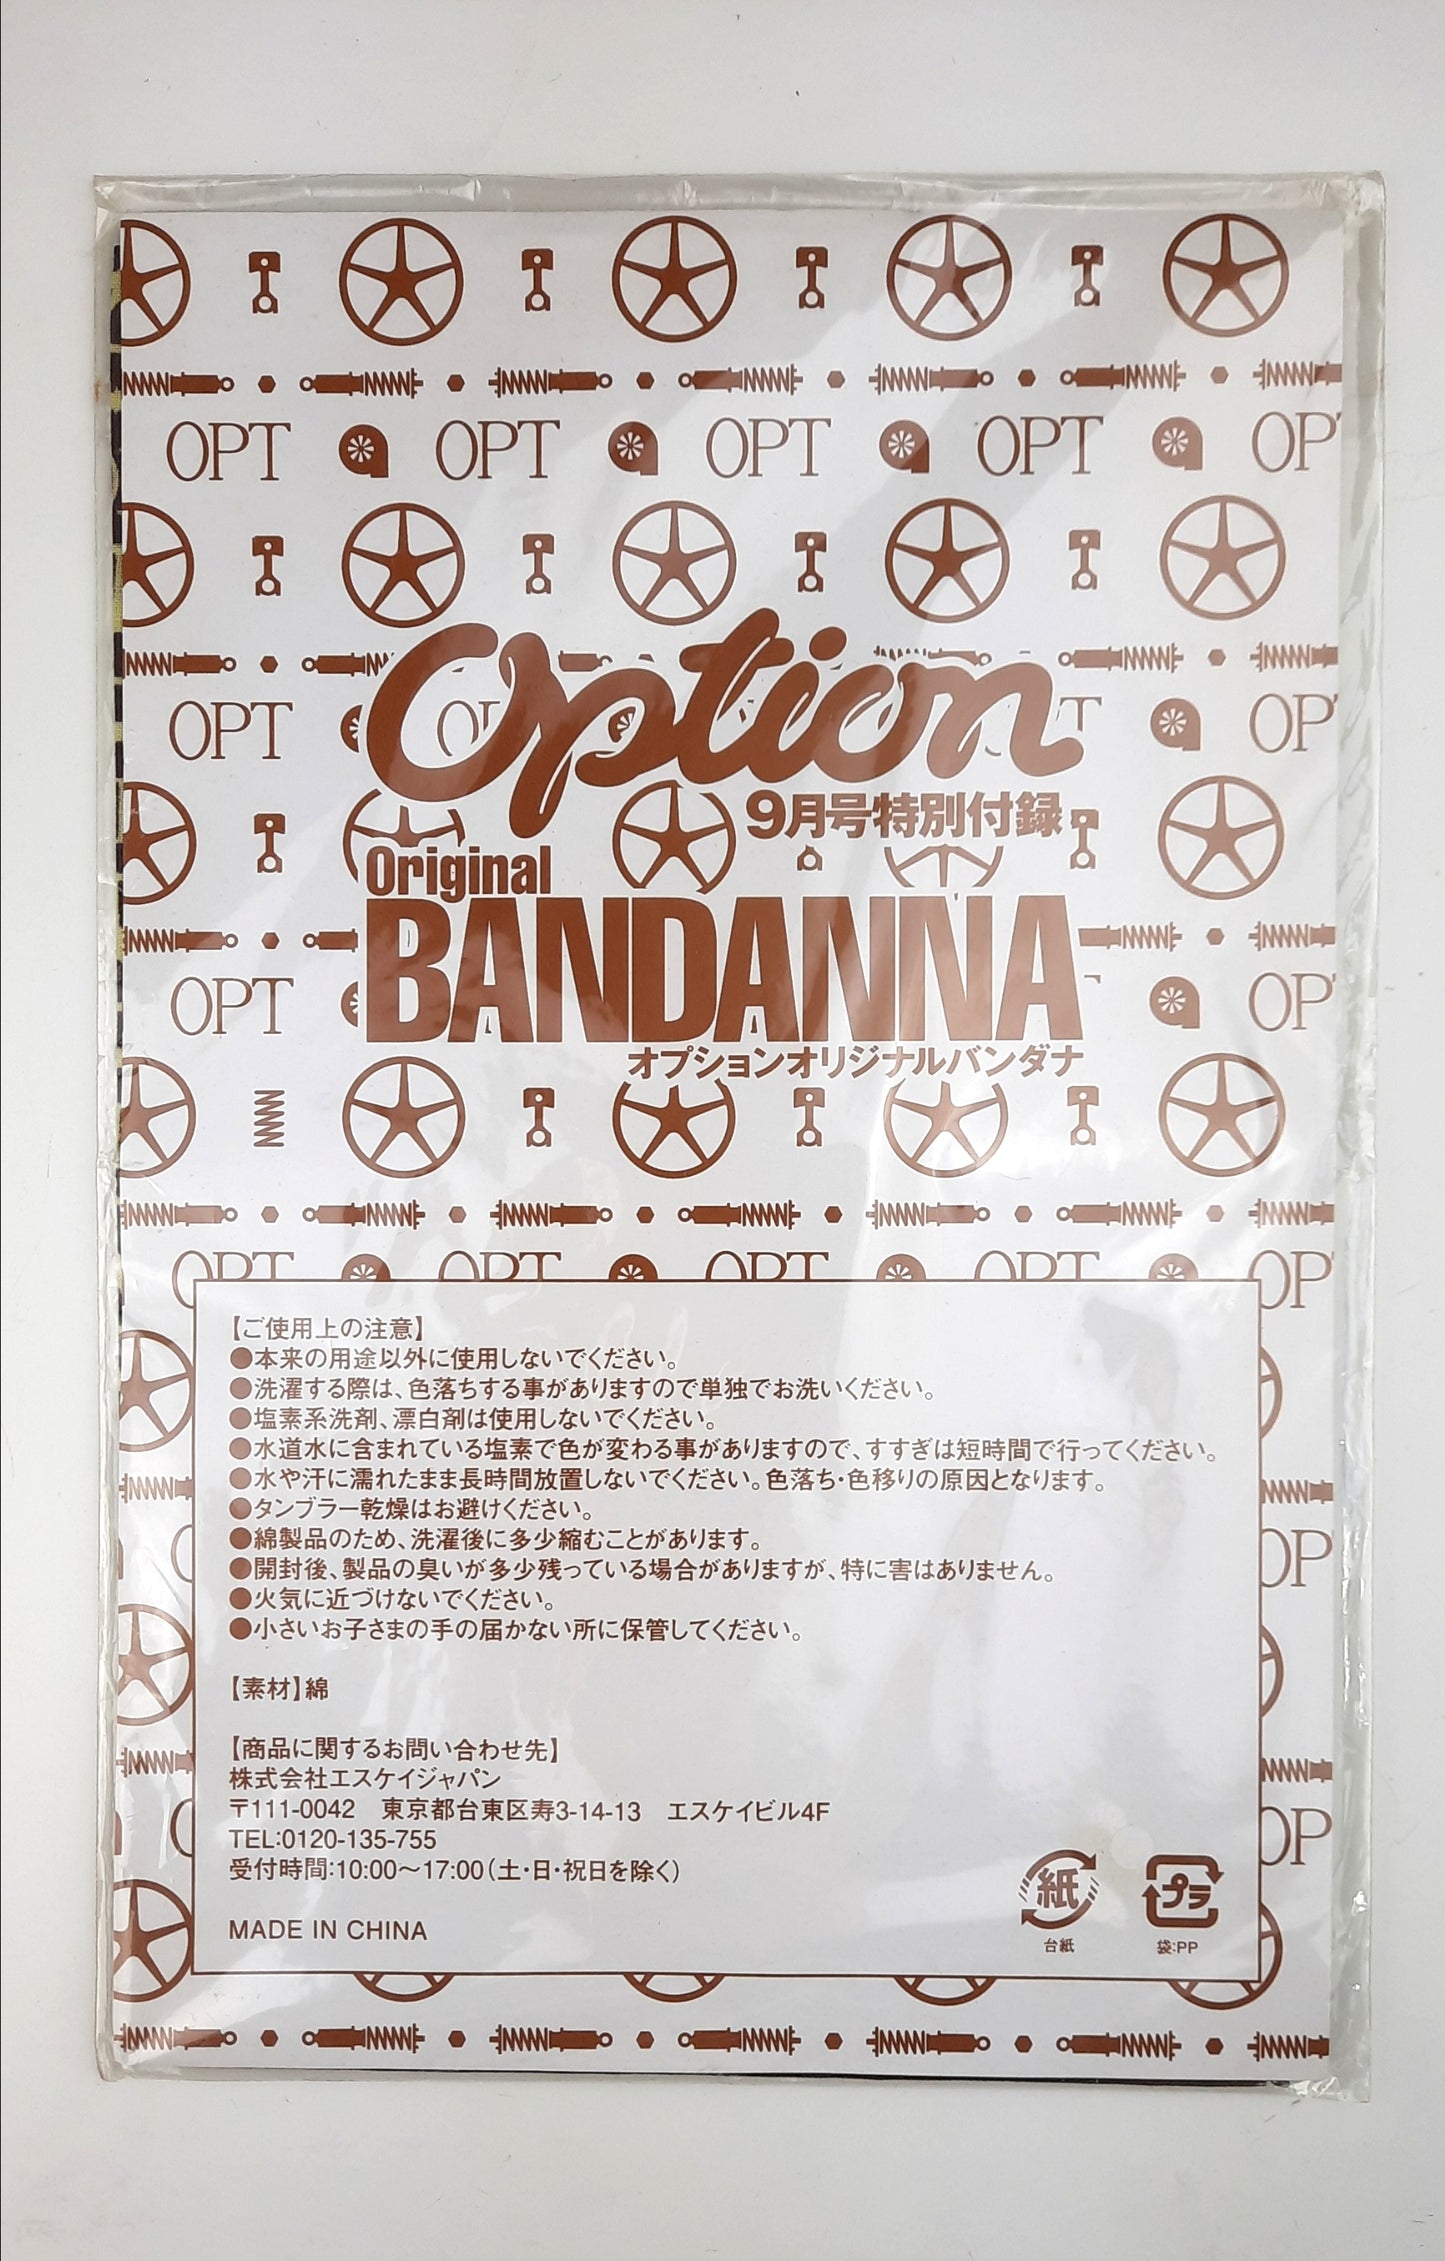 OPT OPT OPT OPT OP
Option
OPT OP
9月号特別付録
Original
BANDANNA
OPT OP
オプションオリジナルバンダナ
OPT OPT OPT OPT OP
【ご使用上の注意】
●本来の用途以外に使用しないでください。
●洗濯する際は、色落ちする事がありますので単独でお洗いください。
●塩素系洗剤、漂白剤は使用しないでください。
●水道水に含まれている塩素で色が変わる事がありますので、すすぎは短時間で行ってください。
●水や汗に濡れたまま長時間放置しないでください。色落ち・色移りの原因となります。
●タンブラー乾燥はお避けください。
●綿製品のため、洗濯後に多少縮むことがあります。
●開封後、製品の臭いが多少残っている場合がありますが、特に害はありません。
OP
●火気に近づけないでください。
●小さいお子さまの手の届かない所に保管してください。
【素材】綿
【商品に関するお問い合わせ先】
株式会社エスケイジャパン
〒111-0042　東京都台東区寿3-14-13　エスケイビル4F
OP
TEL:0120-135-755
受付時間:10:00～17:00（土・日・祝日を除く）
MADE IN CHINA
紙
台紙
プラ
袋:PP